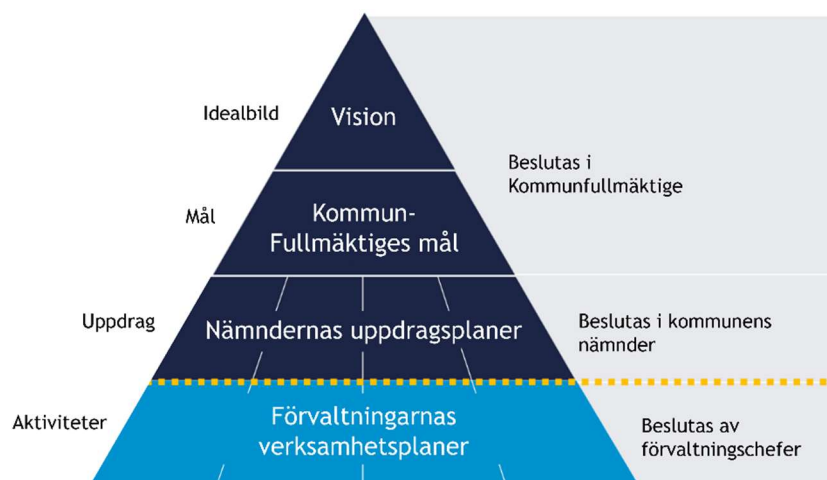 Idealbild
Vision
Beslutas i
Kommunfullmäktige
Mål
Kommun-
Fullmäktiges mål
Uppdrag
Nämndernas uppdragsplaner
Beslutas i kommunens
nämnder
Aktiviteter
Förvaltningarnas
verksamhetsplaner
Beslutas av
förvaltningschefer